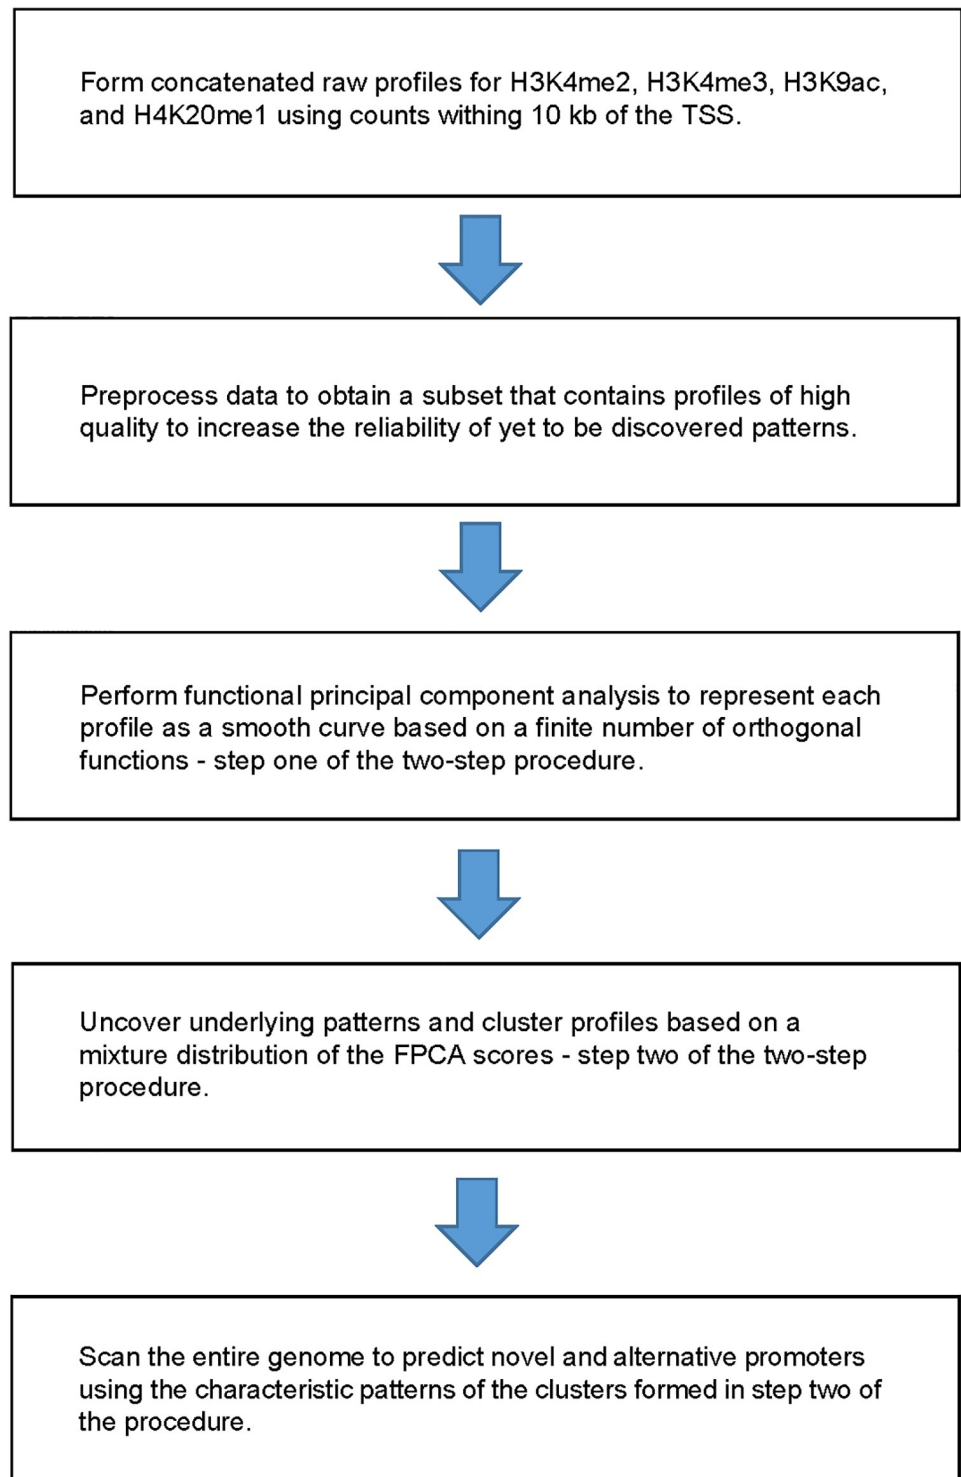 Form concatenated raw profiles for H3K4me2, H3K4me3, H3K9ac,
and H4K20me1 using counts withing 10 kb of the TSS.
Preprocess data to obtain a subset that contains profiles of high
quality to increase the reliability of yet to be discovered patterns.
Perform functional principal component analysis to represent each
profile as a smooth curve based on a finite number of orthogonal
functions - step one of the two-step procedure.
Uncover underlying patterns and cluster profiles based on a
mixture distribution of the FPCA scores - step two of the two-step
procedure.
Scan the entire genome to predict novel and alternative promoters
using the characteristic patterns of the clusters formed in step two of
the procedure.